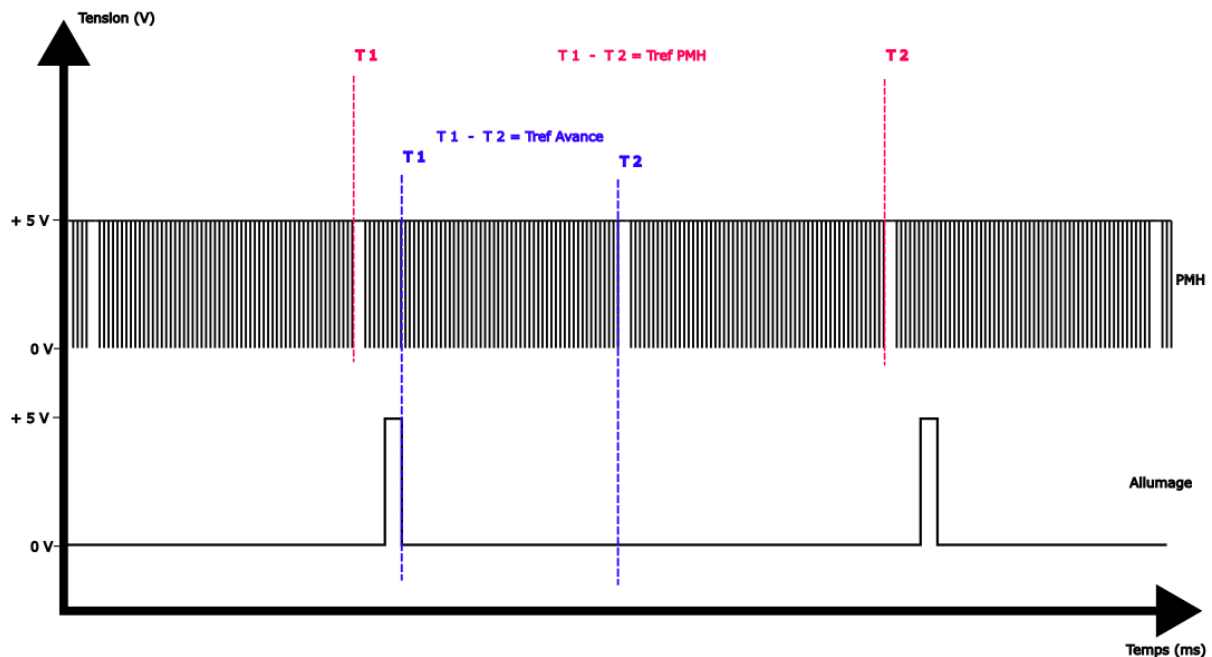 Tension (V)
T 1
T 1 - T 2 = Tref PMH
T 2
T 1 - T 2 = Tref Avance
T 1
T 2
+ 5 V
PMH
0 V
+ 5 V
Allumage
0 V
Temps (ms)